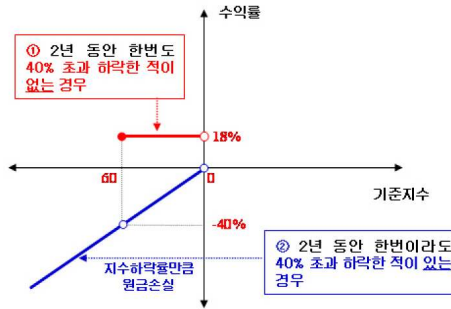 수익률
① 2년 동안 한번도
40% 초과 하락한 적이
없는 경우
18%
60
0
기준지수
-40%
지수하락률만큼
원금손실
② 2년 동안 한번이라도
40% 초과 하락한 적이 있는
경우